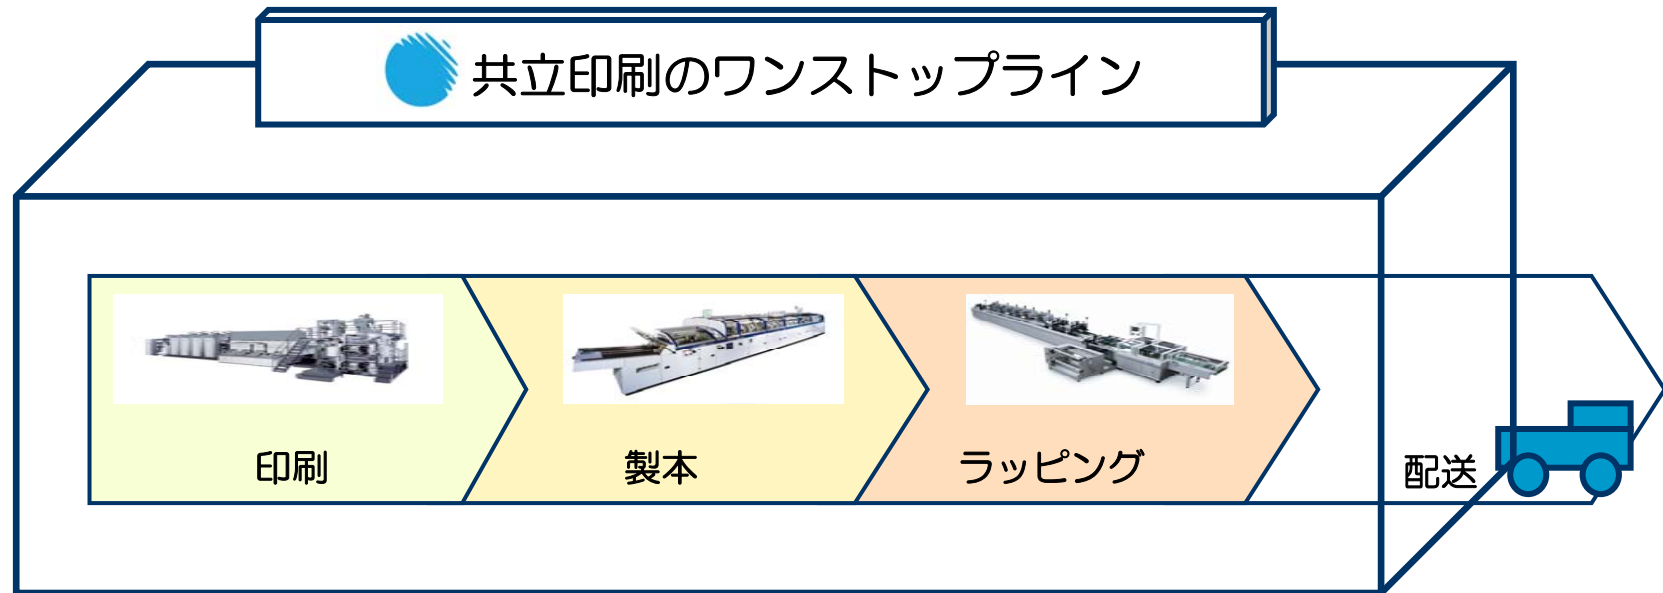 共立印刷のワンストップライン
印刷
製本
ラッピング
配送